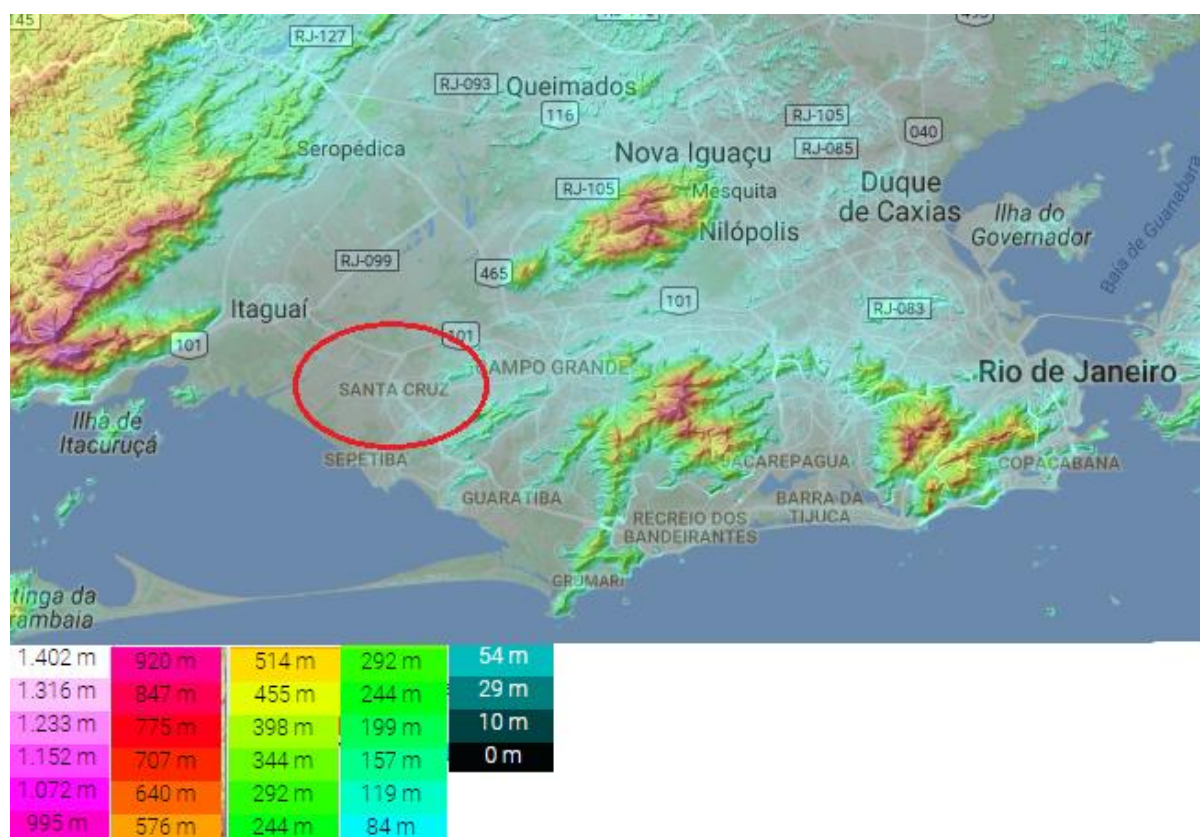 45
RJ-127
RJ-093
Queimados
116
RJ-105
040
Seropédica
Nova Iguaçu
RJ-085
RJ-105
Mesquita
Duque
de Caxias
Ilha do
Governador
Nilópolis
Baía de Guanabara
RJ-099
465
101
RJ-083
Itaguaí
101
101
CAMPO GRANDE
Rio de Janeiro
SANTA CRUZ
Ilha de
Itacuruçá
SEPETIBA
JACAREPAGUA
COPACABANA
GUARATIBA
BARRA DA
TIJUCA
RECREIO DOS
BANDEIRANTES
GRUMARI
tinga da
rambaia
1.402 m 920 m 514 m 292 m 54 m
1.316 m 847 m 455 m 244 m 29 m
1.233 m 775 m 398 m 199 m 10 m
1.152 m 707 m 344 m 157 m 0 m
1.072 m 640 m 292 m 119 m
995 m 576 m 244 m 84 m